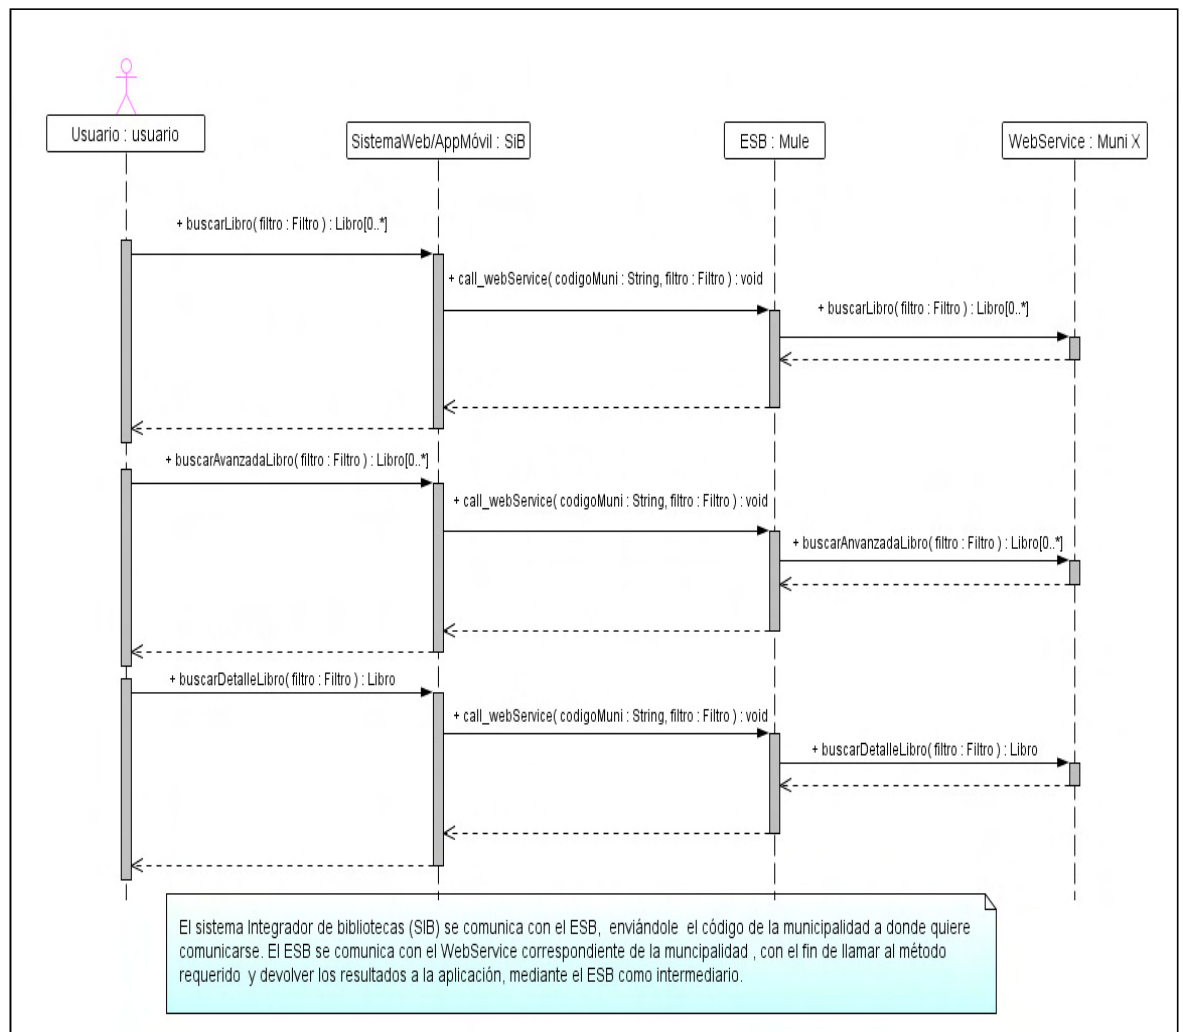 Usuario : usuario
SistemaWeb/AppMóvil : SiB
ESB : Mule
WebService : Muni X
+ buscarLibro( filtro : Filtro ) : Libro[0..*]
+ call_webService( codigoMuni : String, filtro : Filtro ) : void
+ buscarLibro( filtro : Filtro ) : Libro[0..*]
+ buscarAvanzadaLibro( filtro : Filtro ) : Libro[0..*]
+ call_webService( codigoMuni : String, filtro : Filtro ) : void
+ buscarAnvanzadaLibro( filtro : Filtro ) : Libro[0..*]
+ buscarDetalleLibro( filtro : Filtro ) : Libro
+ call_webService( codigoMuni : String, filtro : Filtro ) : void
+ buscarDetalleLibro( filtro : Filtro ) : Libro
El sistema Integrador de bibliotecas (SIB) se comunica con el ESB, enviándole el código de la municipalidad a donde quiere
comunicarse. El ESB se comunica con el WebService correspondiente de la muncipalidad , con el fin de llamar al método
requerido y devolver los resultados a la aplicación, mediante el ESB como intermediario.